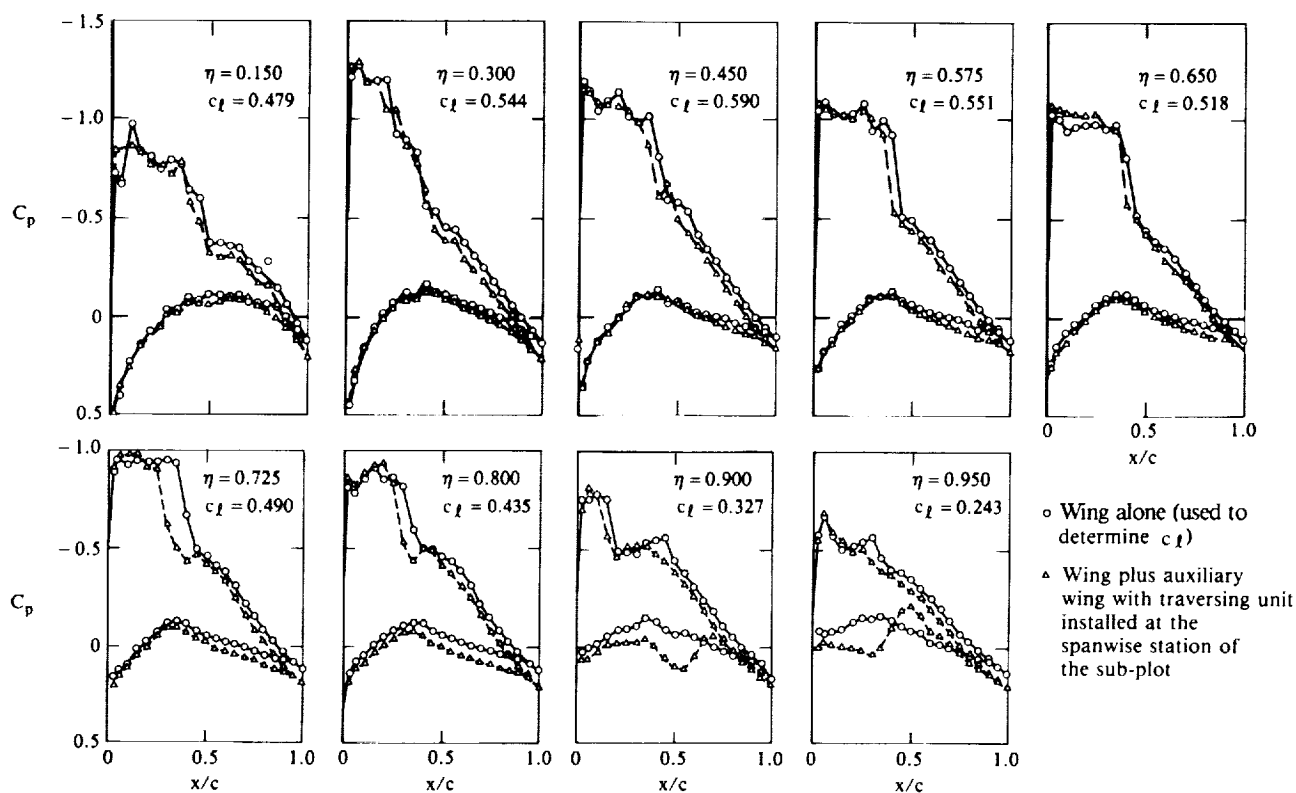 − 1.5
− 1.0
− 0.5
0
0.5
C_p
η = 0.150
c_ℓ = 0.479
η = 0.300
c_ℓ = 0.544
η = 0.450
c_ℓ = 0.590
η = 0.575
c_ℓ = 0.551
η = 0.650
c_ℓ = 0.518
0 0.5 1.0
x/c
− 1.0
− 0.5
0
0.5
C_p
η = 0.725
c_ℓ = 0.490
η = 0.800
c_ℓ = 0.435
η = 0.900
c_ℓ = 0.327
η = 0.950
c_ℓ = 0.243
0 0.5 1.0
x/c
0 0.5 1.0
x/c
0 0.5 1.0
x/c
0 0.5 1.0
x/c
Wing alone (used to
determine c_ℓ)
Wing plus auxiliary
wing with traversing unit
installed at the
spanwise station of
the sub-plot